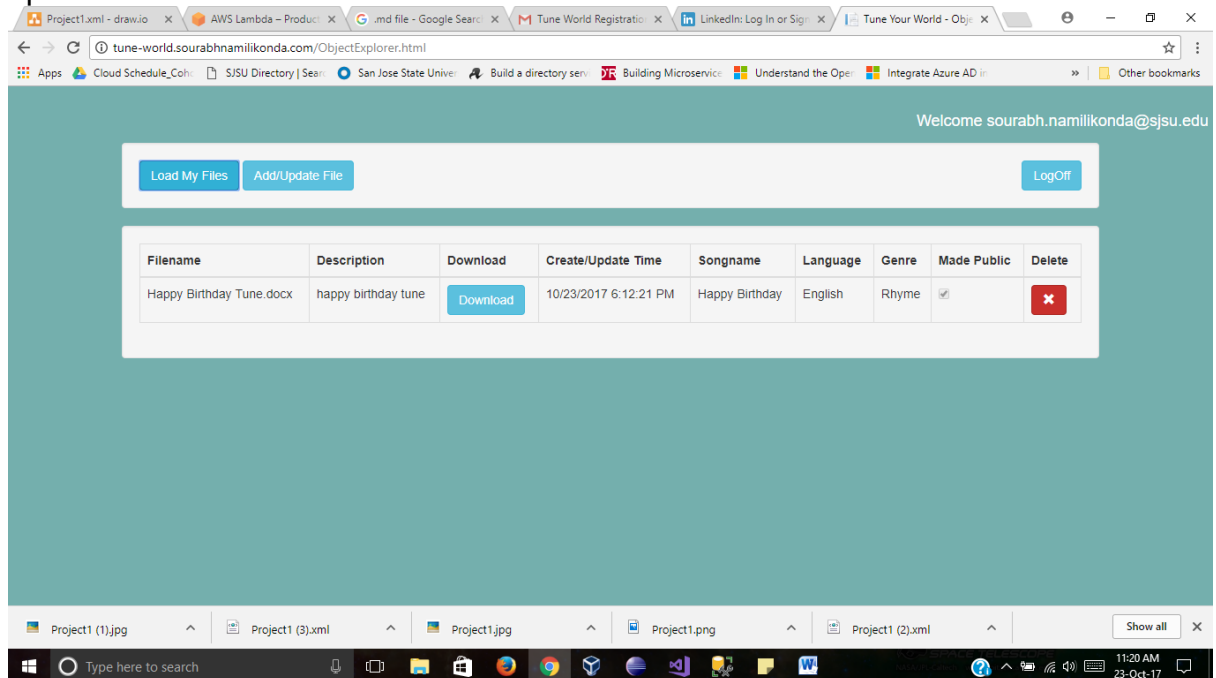 Project1.xml - draw.io AWS Lambda – Product .md file - Google Searc Tune World Registratio LinkedIn: Log In or Sign Tune Your World - Obje
tune-world.sourabhnamilikonda.com/ObjectExplorer.html
Apps Cloud Schedule_Coh SJSU Directory | Sear San Jose State Univer Build a directory serv Building Microservice Understand the Oper Integrate Azure AD in » Other bookmarks
Welcome sourabh.namilikonda@sjsu.edu
Load My Files Add/Update File LogOff
Filename Description Download Create/Update Time Songname Language Genre Made Public Delete
Happy Birthday Tune.docx happy birthday tune Download 10/23/2017 6:12:21 PM Happy Birthday English Rhyme
Project1 (1).jpg Project1 (3).xml Project1.jpg Project1.png Project1 (2).xml Show all
Type here to search 11:20 AM
23-Oct-17